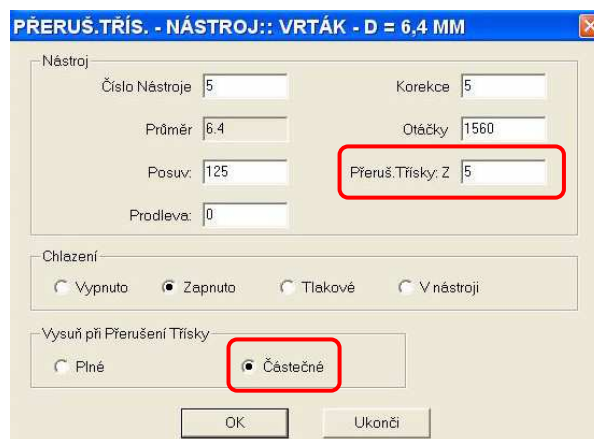 PŘERUŠ.TŘÍS. - NÁSTROJ:: VRTÁK - D = 6,4 MM
Nástroj
Číslo Nástroje 5 Korekce 5
Průměr 6.4 Otáčky 1560
Posuv: 125 Přeruš.Třísky: Z 5
Prodleva: 0
Chlazení
Vypnuto Zapnuto Tlakové V nástroji
Vysuň při Přerušení Třísky
Plné Částečné
OK Ukonči